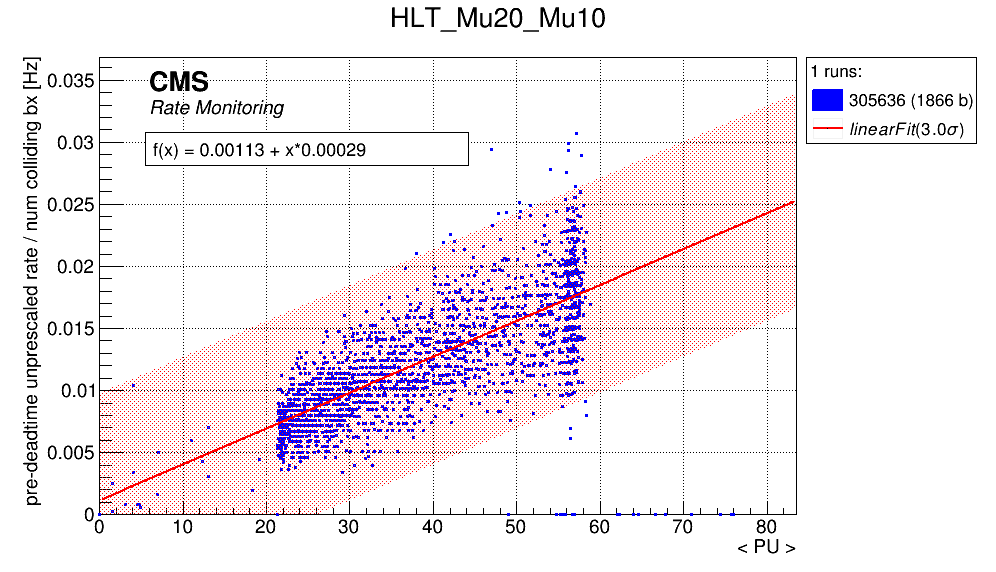 HLT_Mu20_Mu10
pre-deadtime unprescaled rate / num colliding bx [Hz]
0.035
0.03
0.025
0.02
0.015
0.01
0.005
0
CMS
Rate Monitoring
f(x) = 0.00113 + x*0.00029
1 runs:
305636 (1866 b)
linearFit(3.0σ)
0 10 20 30 40 50 60 70 80
< PU >